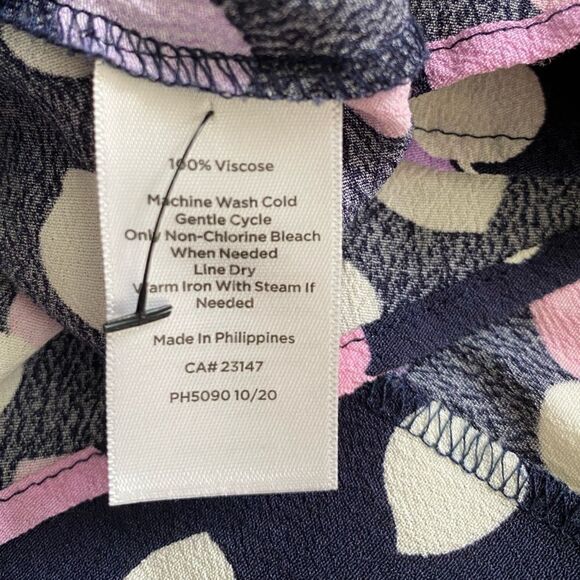 100% Viscose
Machine Wash Cold
Gentle Cycle
Only Non-Chlorine Bleach
When Needed
Line Dry
Warm Iron With Steam If
Needed
Made In Philippines
CA# 23147
PH5090 10/20